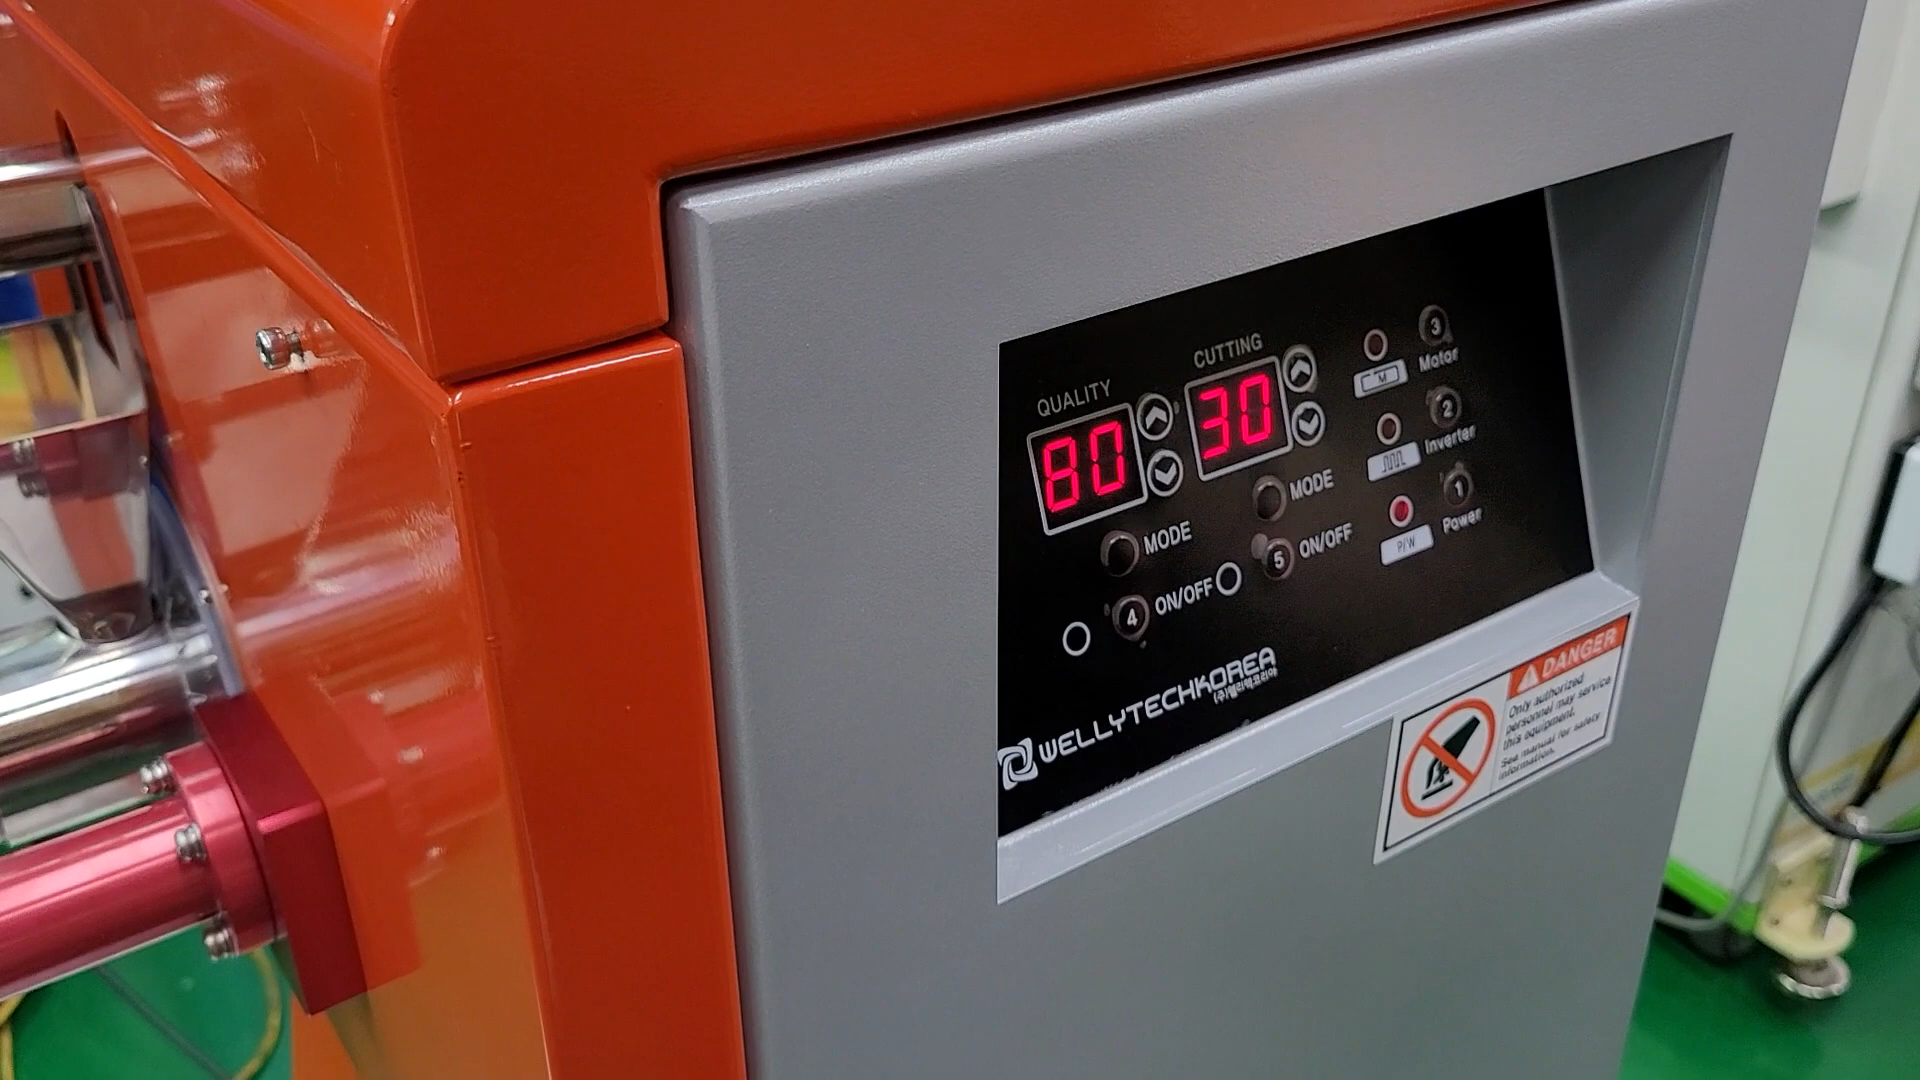 QUALITY
80
MODE
4 ON/OFF
CUTTING
30
MODE
5 ON/OFF
3
Motor
M
2
Inverter
1
Power
P/W
WELLYTECHKOREA
(주)웰리텍코리아
DANGER
Only authorized
personnel may service
this equipment.
See manual for safety
information.